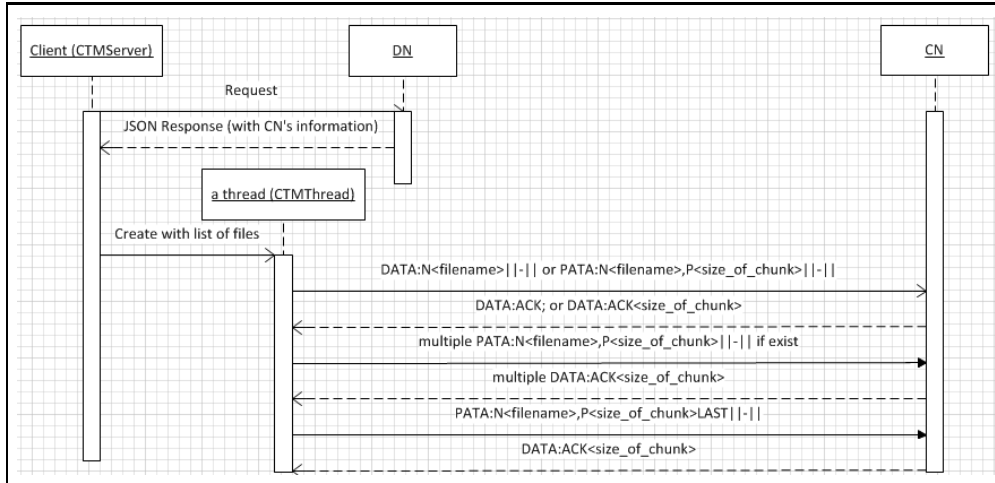 Client (CTMServer)
DN
CN
Request
JSON Response (with CN's information)
a thread (CTMThread)
Create with list of files
DATA:N<filename>||-|| or PATA:N<filename>,P<size_of_chunk>||-||
DATA:ACK; or DATA:ACK<size_of_chunk>
multiple PATA:N<filename>,P<size_of_chunk>||-|| if exist
multiple DATA:ACK<size_of_chunk>
PATA:N<filename>,P<size_of_chunk>LAST||-||
DATA:ACK<size_of_chunk>